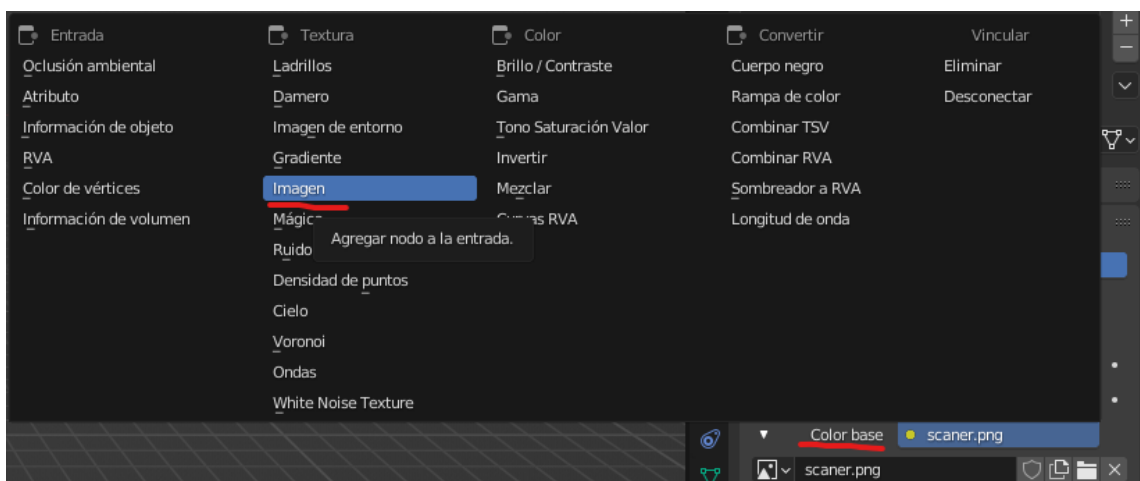 Entrada
Oclusión ambiental
Atributo
Información de objeto
RVA
Color de vértices
Información de volumen
Textura
Ladrillos
Damero
Imagen de entorno
Gradiente
Imagen
Ruido
Densidad de puntos
Cielo
Voronoi
Ondas
White Noise Texture
Agregar nodo a la entrada.
Color
Brillo / Contraste
Gama
Tono Saturación Valor
Invertir
Mezclar
RVA
Convertir
Cuerpo negro
Rampa de color
Combinar TSV
Combinar RVA
Sombreador a RVA
Longitud de onda
Vincular
Eliminar
Desconectar
Color base
scaner.png
scaner.png